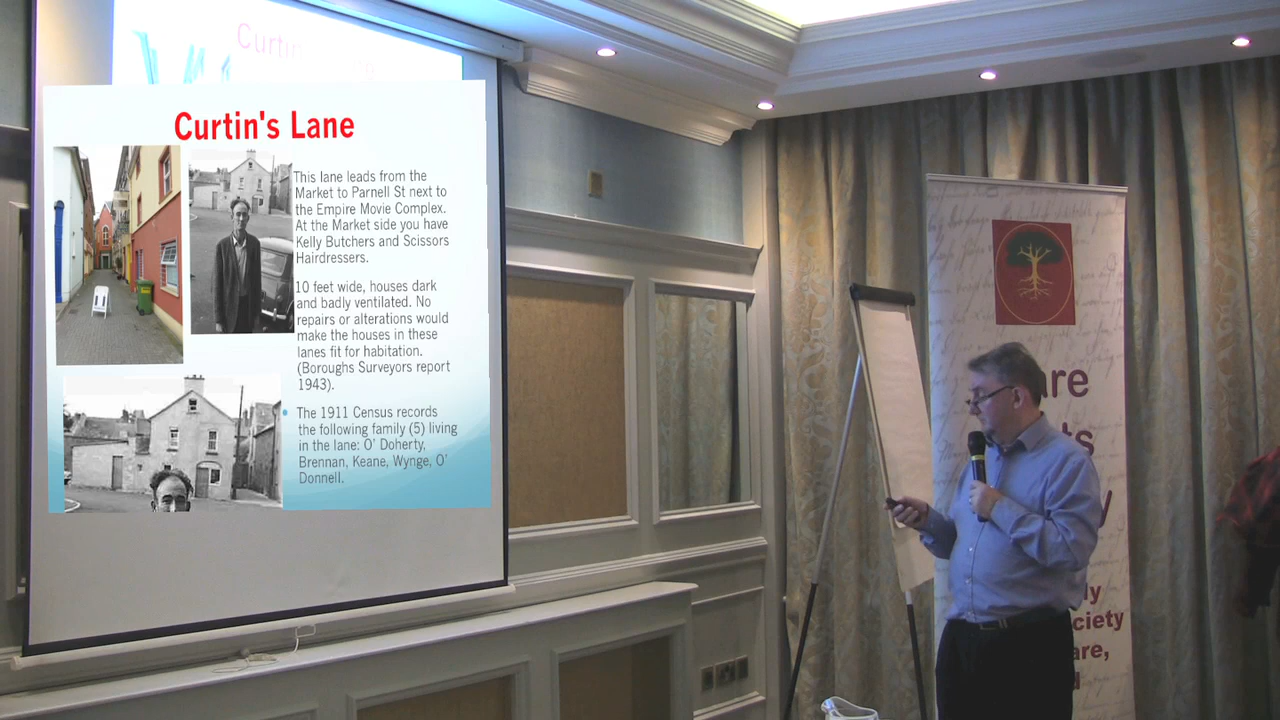 Curtin's Lane
This lane leads from the
Market to Parnell St next to
the Empire Movie Complex.
At the Market side you have
Kelly Butchers and Scissors
Hairdressers.
10 feet wide, houses dark
and badly ventilated. No
repairs or alterations would
make the houses in these
lanes fit for habitation.
(Boroughs Surveyors report
1943).
The 1911 Census records
the following family (5) living
in the lane: O' Doherty,
Brennan, Keane, Wynge, O'
Donnell.